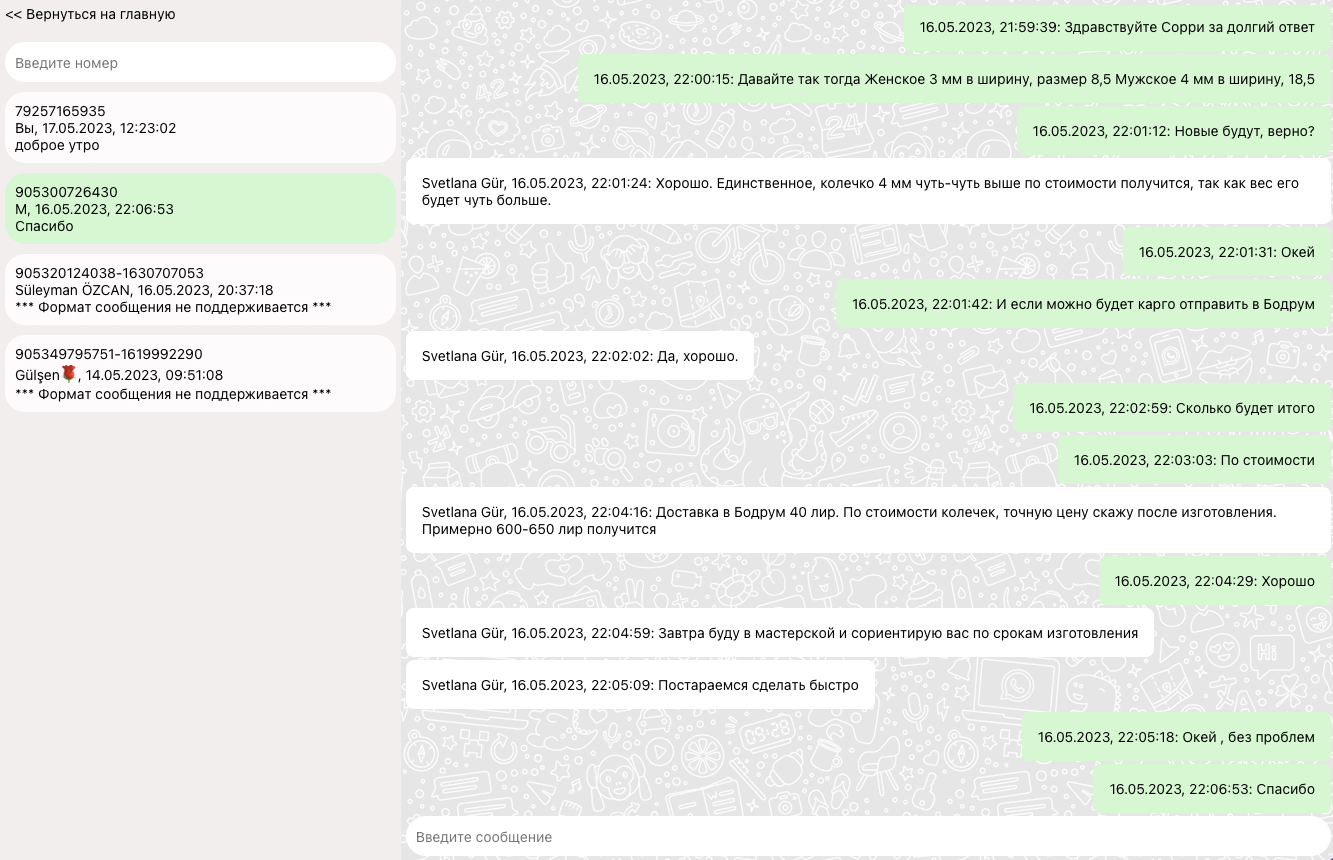 << Вернуться на главную
Введите номер
79257165935
Вы, 17.05.2023, 12:23:02
доброе утро
905300726430
М, 16.05.2023, 22:06:53
Спасибо
905320124038-1630707053
Süleyman ÖZCAN, 16.05.2023, 20:37:18
*** Формат сообщения не поддерживается ***
905349795751-1619992290
Gülşen🌹, 14.05.2023, 09:51:08
*** Формат сообщения не поддерживается ***
16.05.2023, 21:59:39: Здравствуйте Сорри за долгий ответ
16.05.2023, 22:00:15: Давайте так тогда Женское 3 мм в ширину, размер 8,5 Мужское 4 мм в ширину, 18,5
16.05.2023, 22:01:12: Новые будут, верно?
Svetlana Gür, 16.05.2023, 22:01:24: Хорошо. Единственное, колечко 4 мм чуть-чуть выше по стоимости получится, так как вес его
будет чуть больше.
16.05.2023, 22:01:31: Окей
16.05.2023, 22:01:42: И если можно будет карго отправить в Бодрум
Svetlana Gür, 16.05.2023, 22:02:02: Да, хорошо.
16.05.2023, 22:02:59: Сколько будет итого
16.05.2023, 22:03:03: По стоимости
Svetlana Gür, 16.05.2023, 22:04:16: Доставка в Бодрум 40 лир. По стоимости колечек, точную цену скажу после изготовления.
Примерно 600-650 лир получится
16.05.2023, 22:04:29: Хорошо
Svetlana Gür, 16.05.2023, 22:04:59: Завтра буду в мастерской и сориентирую вас по срокам изготовления
Svetlana Gür, 16.05.2023, 22:05:09: Постараемся сделать быстро
16.05.2023, 22:05:18: Окей , без проблем
16.05.2023, 22:06:53: Спасибо
Введите сообщение